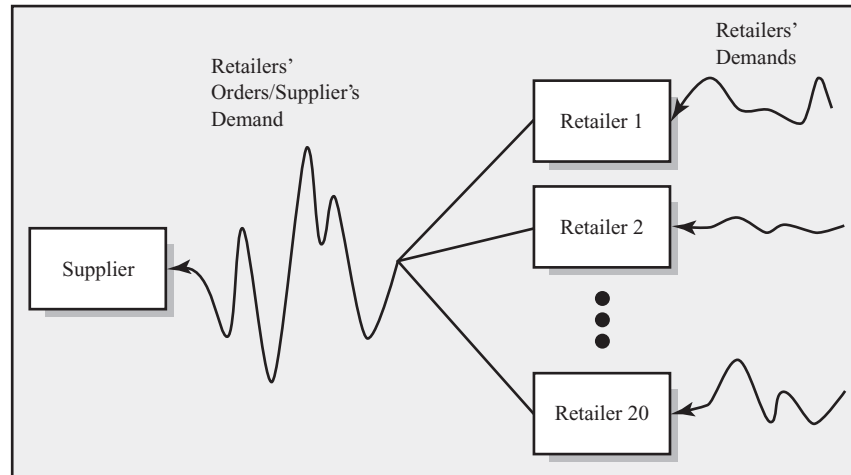 Retailers’
Orders/Supplier’s
Demand
Retailers’
Demands
Supplier
Retailer 1
Retailer 2
Retailer 20